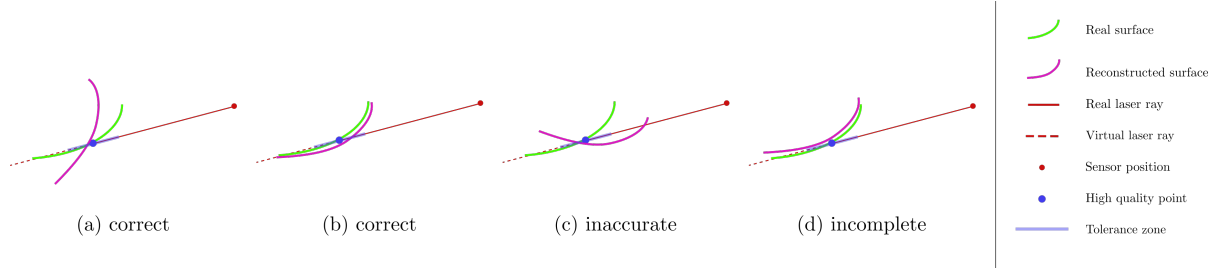 (a) correct
(b) correct
(c) inaccurate
(d) incomplete
Real surface
Reconstructed surface
Real laser ray
Virtual laser ray
Sensor position
High quality point
Tolerance zone